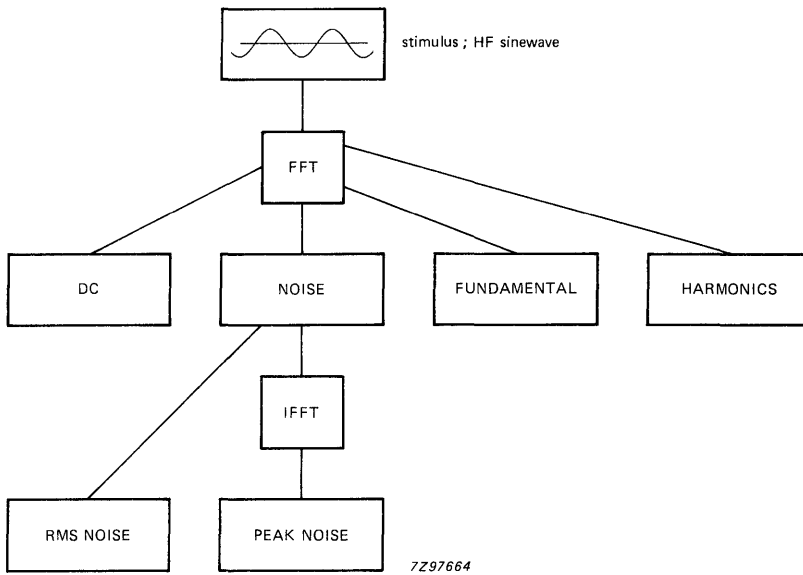 stimulus ; HF sinewave
FFT
DC
NOISE
FUNDAMENTAL
HARMONICS
IFFT
RMS NOISE
PEAK NOISE
7Z97664